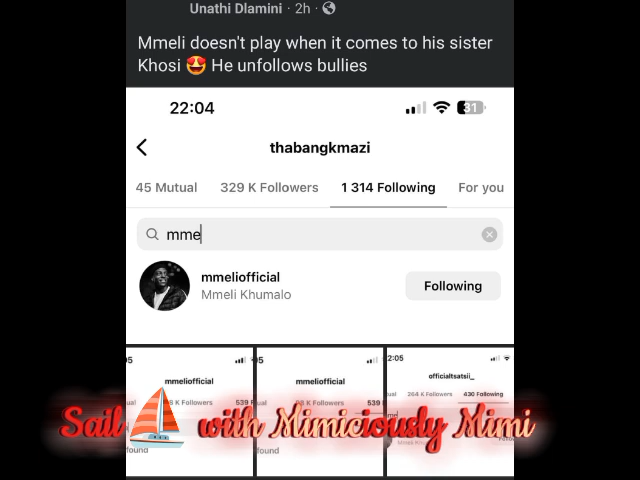 Unathi Dlamini · 2h ·
Mmeli doesn't play when it comes to his sister
Khosi 😍 He unfollows bullies
22:04
31
thabangkmazi
45 Mutual 329 K Followers 1 314 Following For you
mme
mmeliofficial
Mmeli Khumalo
Following
mmeliofficial
mmeliofficial
2:05
officialtsatsii_
K Followers 539
K Followers 539
264 K Followers 430 Following
Sail ⛵ with Mimiciously Mimi
found
found